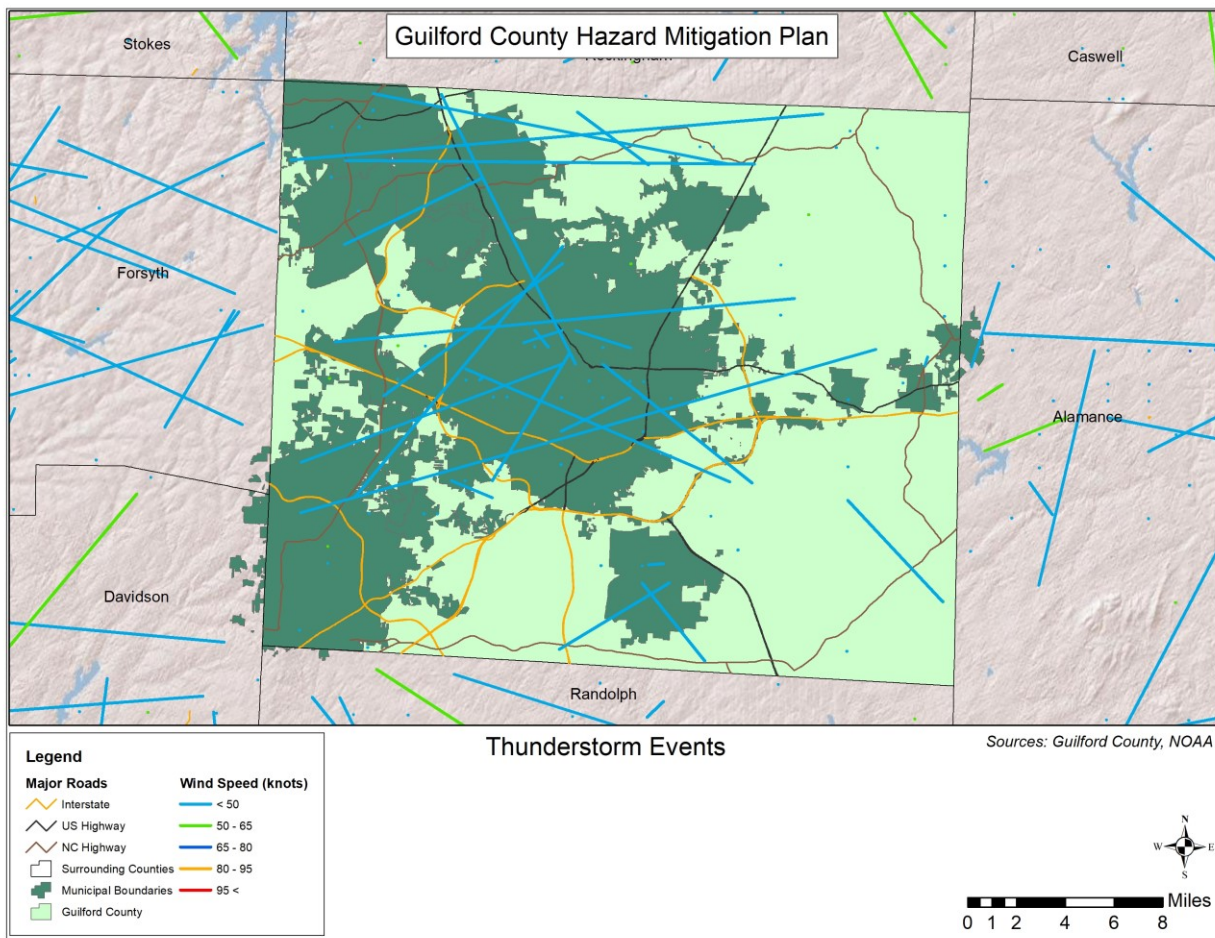 Guilford County Hazard Mitigation Plan
Stokes
Rockingham
Caswell
Forsyth
Alamance
Davidson
Randolph
Thunderstorm Events
Sources: Guilford County, NOAA
Legend
Major Roads
Interstate
US Highway
NC Highway
Surrounding Counties
Municipal Boundaries
Guilford County
Wind Speed (knots)
< 50
50 - 65
65 - 80
80 - 95
95 <
N
W E
S
Miles
0 1 2 4 6 8